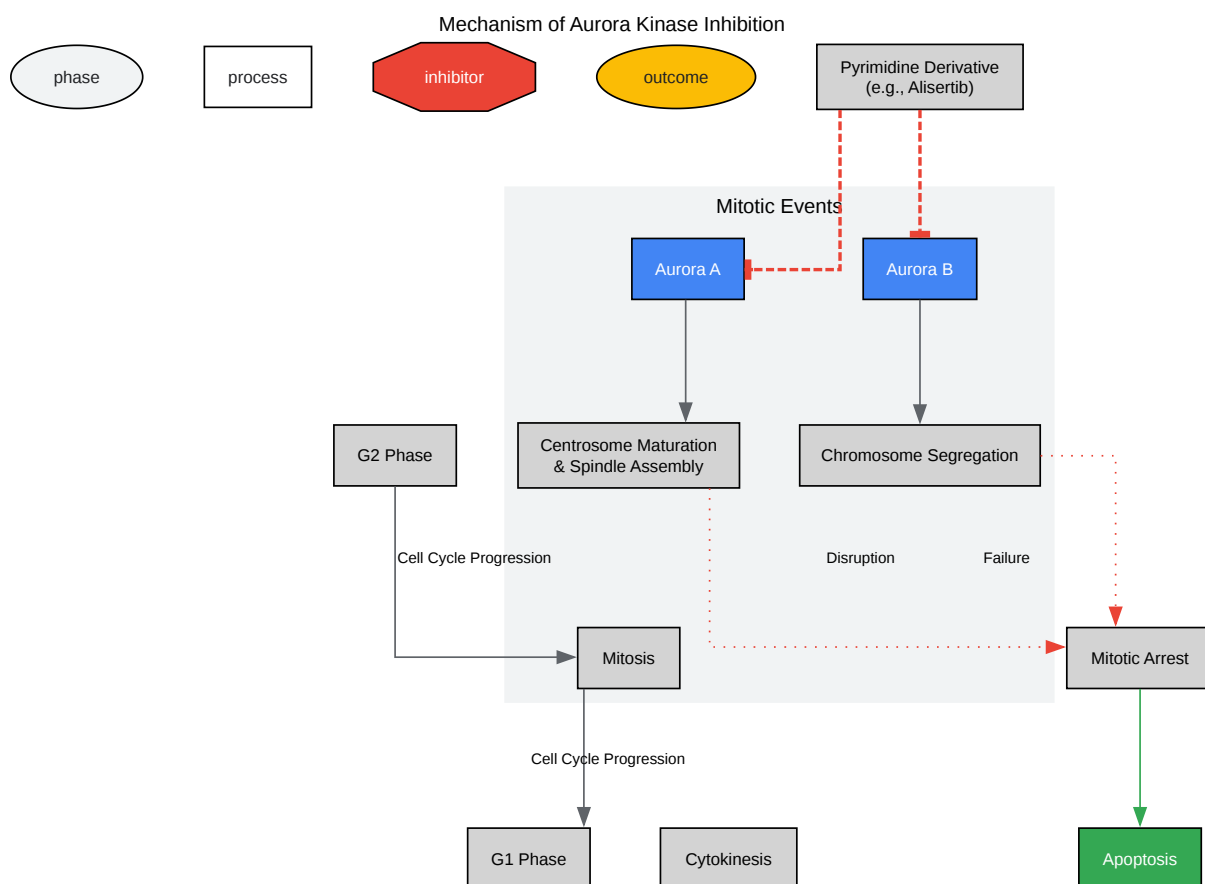 Mechanism of Aurora Kinase Inhibition
phase
process
inhibitor
outcome
Pyrimidine Derivative
(e.g., Alisertib)
Mitotic Events
Aurora A
Aurora B
G2 Phase
Centrosome Maturation
& Spindle Assembly
Chromosome Segregation
Cell Cycle Progression
Disruption
Failure
Mitosis
Mitotic Arrest
Cell Cycle Progression
G1 Phase
Cytokinesis
Apoptosis